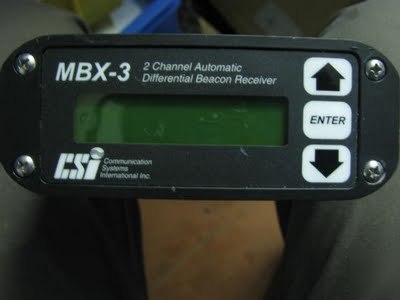 MBX-3
2 Channel Automatic
Differential Beacon Receiver
ENTER
CSI
Communication
Systems
International Inc.